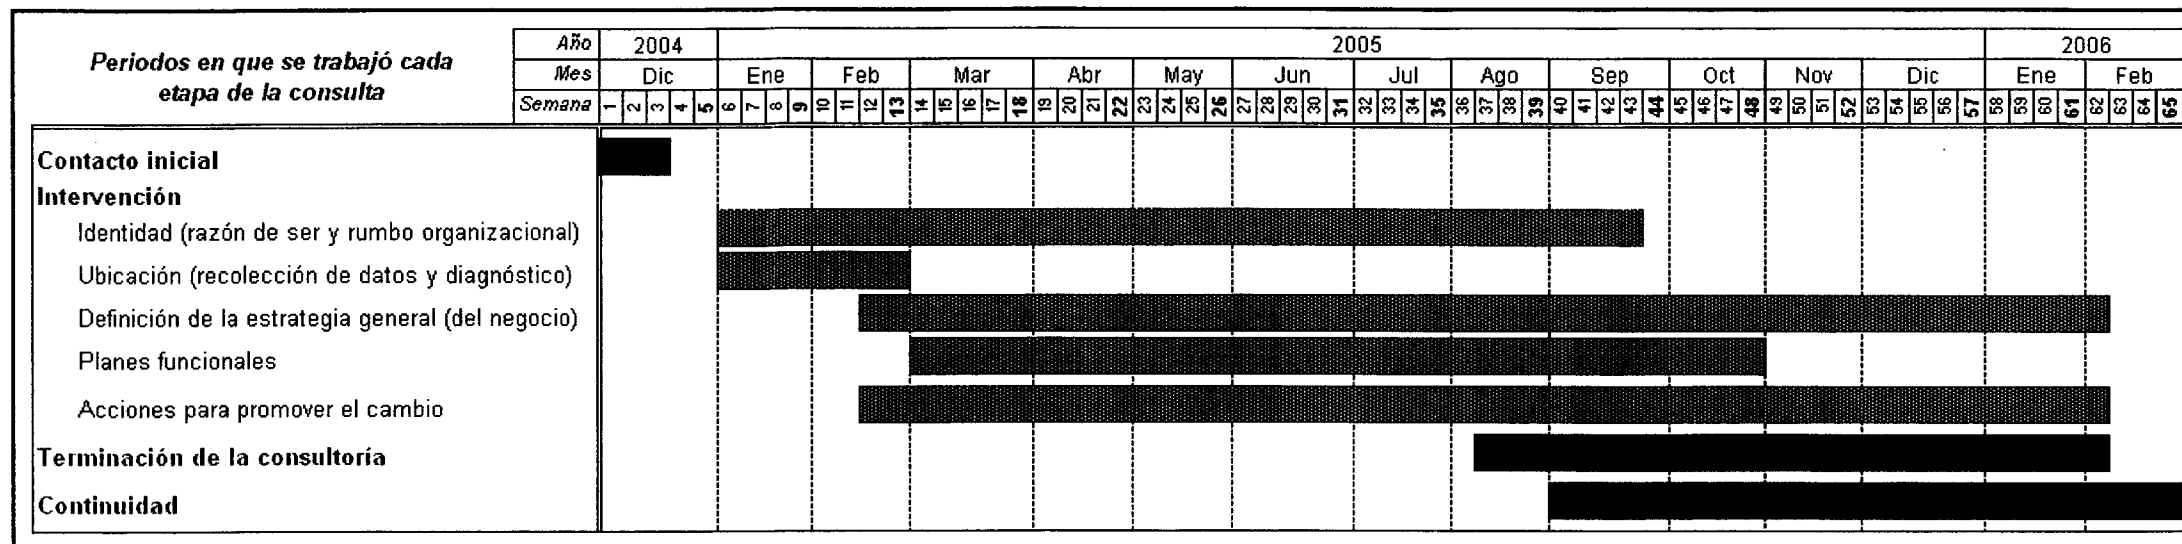 Periodos en que se trabajó cada
etapa de la consulta
Año 2004 2005 2006
Mes Dic Ene Feb Mar Abr May Jun Jul Ago Sep Oct Nov Dic Ene Feb
Semana 1 2 3 4 5 6 7 8 9 10 11 12 13 14 15 16 17 18 19 20 21 22 23 24 25 26 27 28 29 30 31 32 33 34 35 36 37 38 39 40 41 42 43 44 45 46 47 48 49 50 51 52 53 54 55 56 57 58 59 60 61 62 63 64 65
Contacto inicial
Intervención
Identidad (razón de ser y rumbo organizacional)
Ubicación (recolección de datos y diagnóstico)
Definición de la estrategia general (del negocio)
Planes funcionales
Acciones para promover el cambio
Terminación de la consultoría
Continuidad